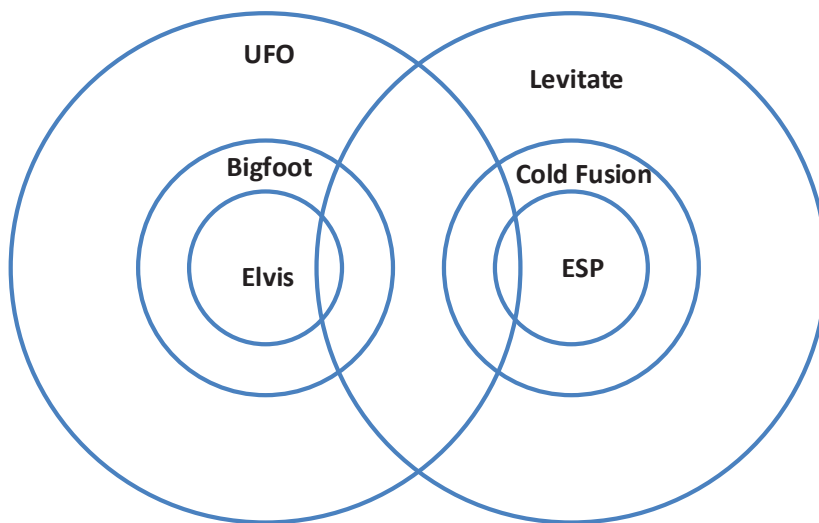 UFO
Levitate
Bigfoot
Cold Fusion
Elvis
ESP